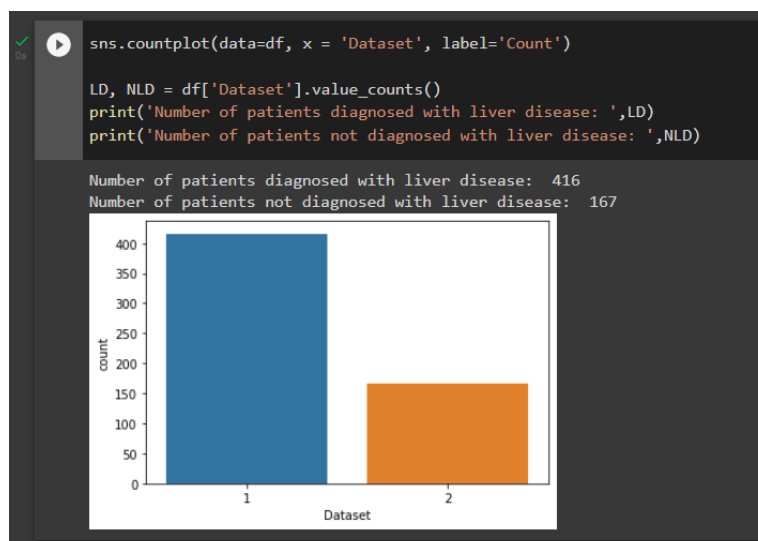 sns.countplot(data=df, x = 'Dataset', label='Count')
0s
LD, NLD = df['Dataset'].value_counts()
print('Number of patients diagnosed with liver disease: ',LD)
print('Number of patients not diagnosed with liver disease: ',NLD)
Number of patients diagnosed with liver disease:  416
Number of patients not diagnosed with liver disease:  167
400
350
300
250
200
150
100
50
0
count
1 2
Dataset